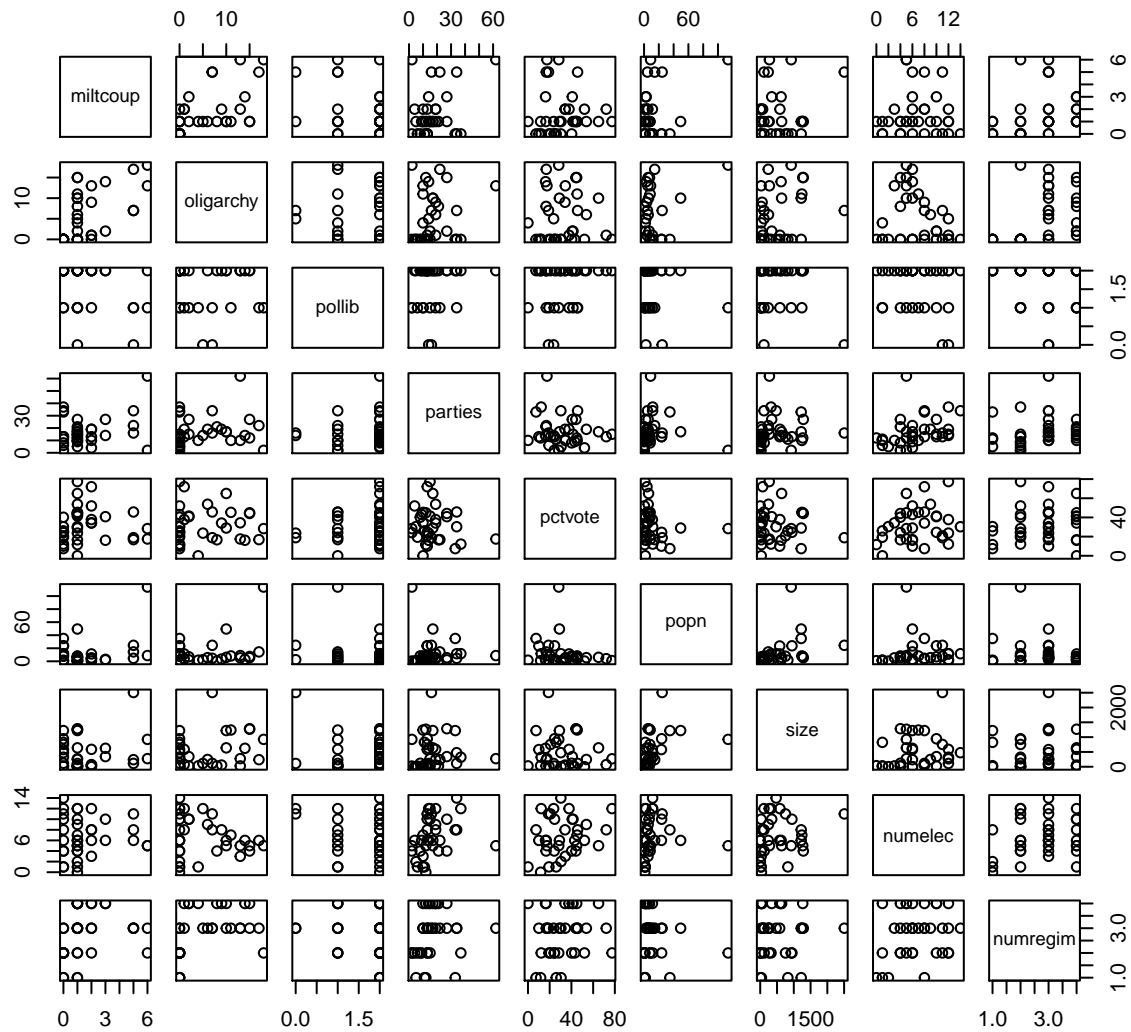 0 10 0 30 60 0 60 0 6 12
miltcoup 0 3 6
0 10 oligarchy
pollib 0.0 1.5
0 30 parties
pctvote 0 40
0 60 popn
size 0 2000
0 6 14 numelec
numregim 1.0 3.0
0 3 6 0.0 1.5 0 40 80 0 1500 1.0 3.0